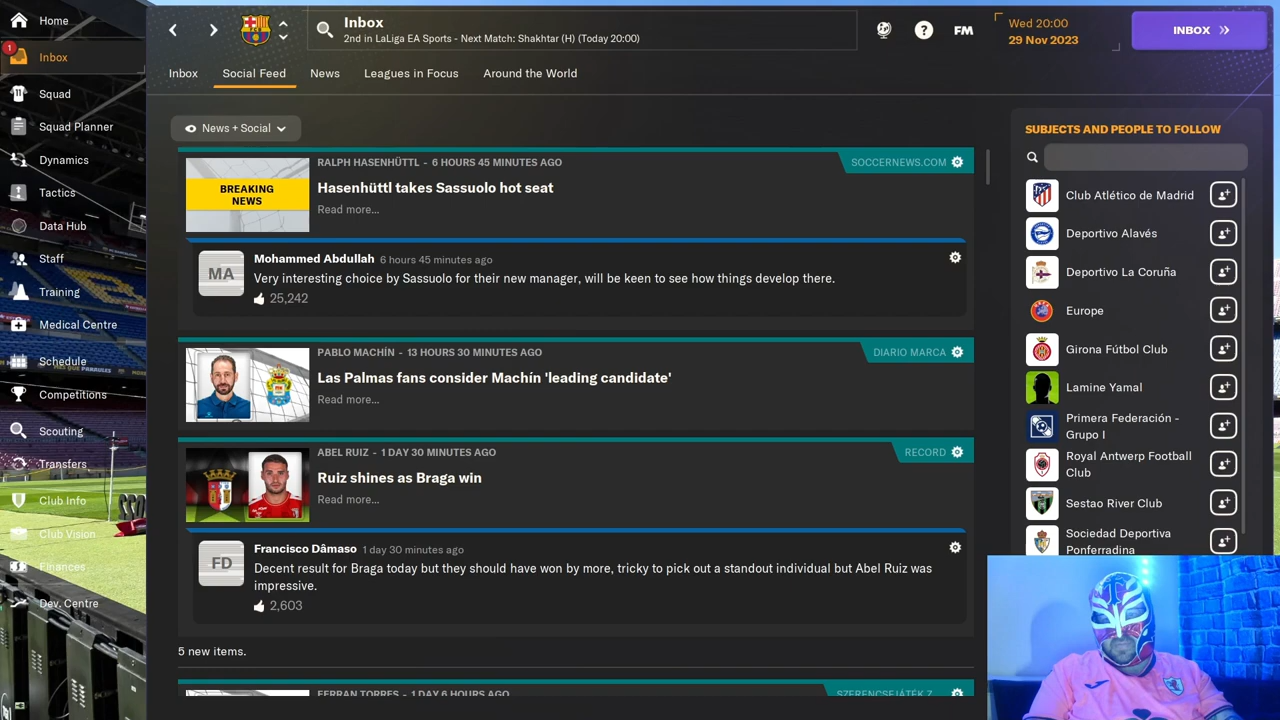 Home
1
Inbox
Squad
Squad Planner
Dynamics
Tactics
Data Hub
Staff
Training
Medical Centre
Schedule
Competitions
Scouting
Transfers
Club Info
Club Vision
Finances
Dev. Centre
Inbox
2nd in LaLiga EA Sports - Next Match: Shakhtar (H) (Today 20:00)
?
FM
Wed 20:00
29 Nov 2023
INBOX
Inbox
Social Feed
News
Leagues in Focus
Around the World
News + Social
BREAKING
NEWS
RALPH HASENHÜTTL - 6 HOURS 45 MINUTES AGO
SOCCERNEWS.COM
Hasenhüttl takes Sassuolo hot seat
Read more...
MA
Mohammed Abdullah 6 hours 45 minutes ago
Very interesting choice by Sassuolo for their new manager, will be keen to see how things develop there.
25,242
PABLO MACHÍN - 13 HOURS 30 MINUTES AGO
DIARIO MARCA
Las Palmas fans consider Machín 'leading candidate'
Read more...
ABEL RUIZ - 1 DAY 30 MINUTES AGO
RECORD
Ruiz shines as Braga win
Read more...
FD
Francisco Dâmaso 1 day 30 minutes ago
Decent result for Braga today but they should have won by more, tricky to pick out a standout individual but Abel Ruiz was
impressive.
2,603
5 new items.
FERRAN TORRES - 1 DAY 6 HOURS AGO
SZERENCSEJÁTÉK Z
SUBJECTS AND PEOPLE TO FOLLOW
Club Atlético de Madrid
Deportivo Alavés
Deportivo La Coruña
Europe
Girona Fútbol Club
Lamine Yamal
Primera Federación -
Grupo I
Royal Antwerp Football
Club
Sestao River Club
Sociedad Deportiva
Ponferradina